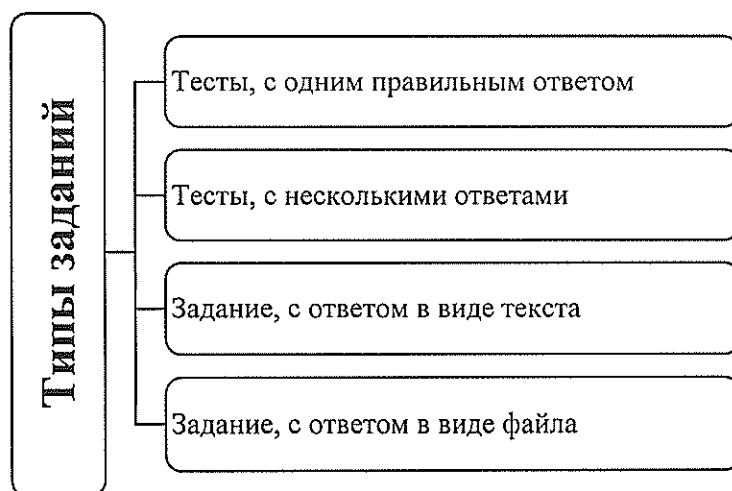 Типы заданий
Тесты, с одним правильным ответом
Тесты, с несколькими ответами
Задание, с ответом в виде текста
Задание, с ответом в виде файла